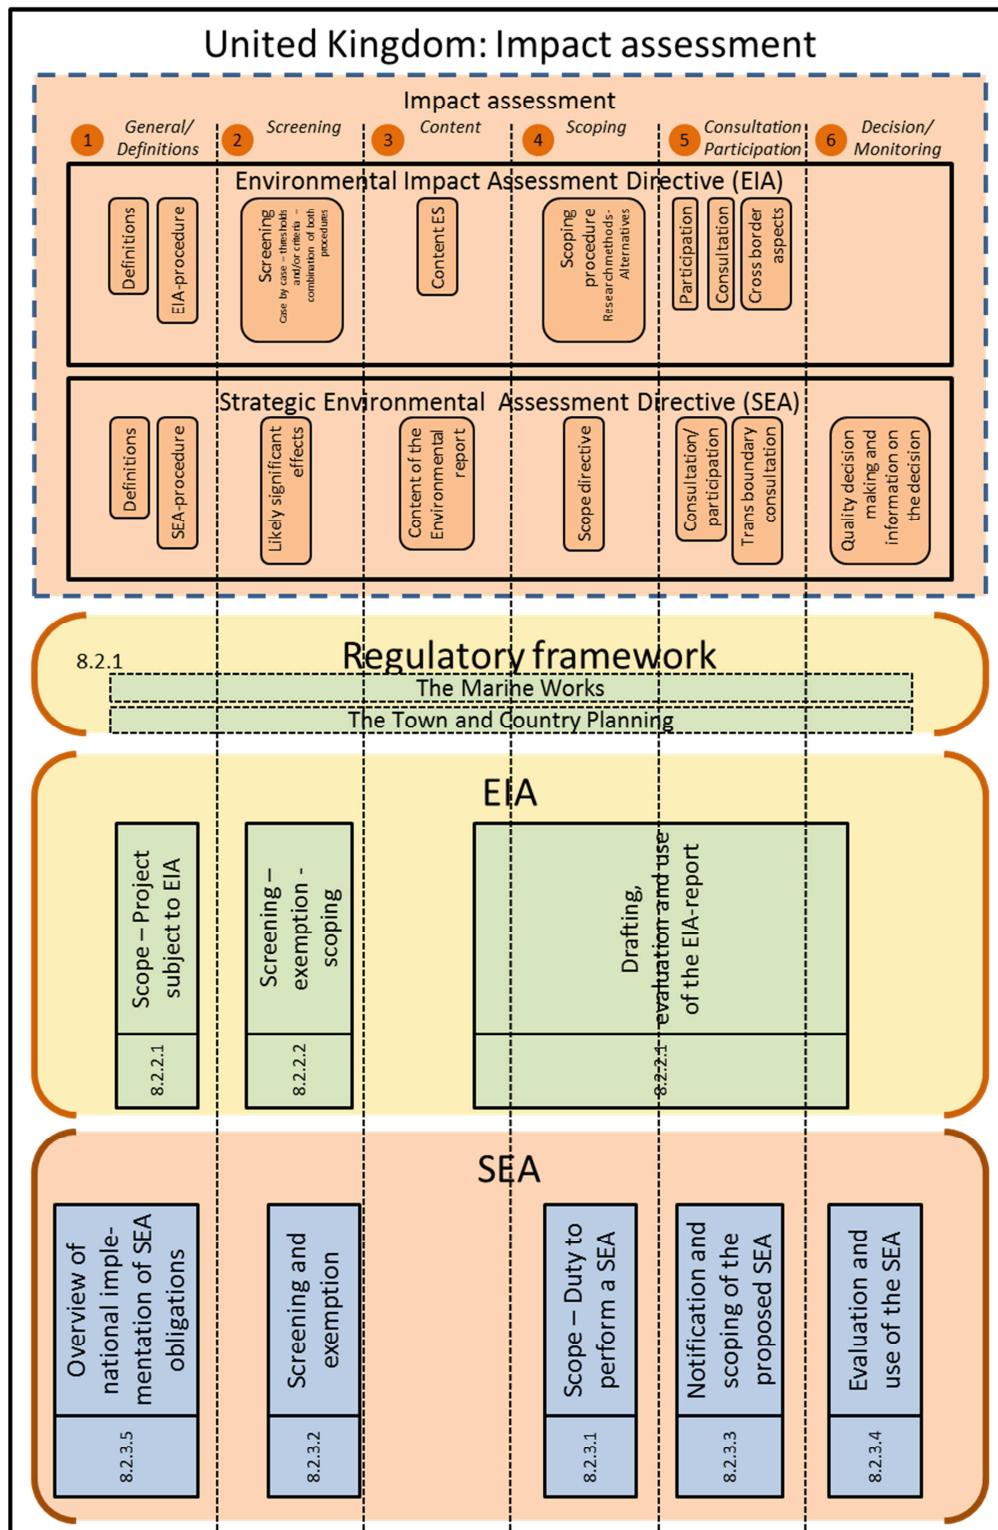 United Kingdom: Impact assessment
Impact assessment
1
General/
Definitions
2
Screening
3
Content
4
Scoping
5
Consultation
Participation
6
Decision/
Monitoring
Environmental Impact Assessment Directive (EIA)
Definitions
EIA-procedure
Screening
Case by case – thresholds
and/or criteria –
combination of both
procedures
Content ES
Scoping
procedure
Research methods-
Alternatives
Participation
Consultation
Cross border
aspects
Strategic Environmental Assessment Directive (SEA)
Definitions
SEA-procedure
Likely significant
effects
Content of the
Environmental
report
Scope directive
Consultation/
participation
Trans boundary
consultation
Quality decision
making and
information on
the decision
8.2.1
Regulatory framework
The Marine Works
The Town and Country Planning
EIA
Scope – Project
subject to EIA
8.2.2.1
Screening –
exemption -
scoping
8.2.2.2
Drafting,
evaluation and use
of the EIA-report
8.2.2.1
SEA
Overview of
national imple-
mentation of SEA
obligations
8.2.3.5
Screening and
exemption
8.2.3.2
Scope – Duty to
perform a SEA
8.2.3.1
Notification and
scoping of the
proposed SEA
8.2.3.3
Evaluation and
use of the SEA
8.2.3.4